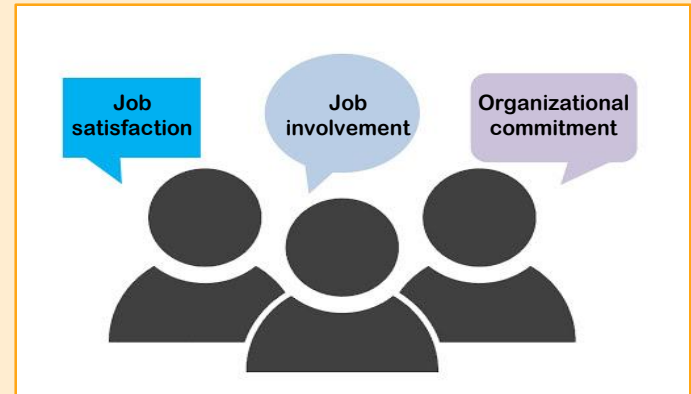 Job
satisfaction
Job
involvement
Organizational
commitment